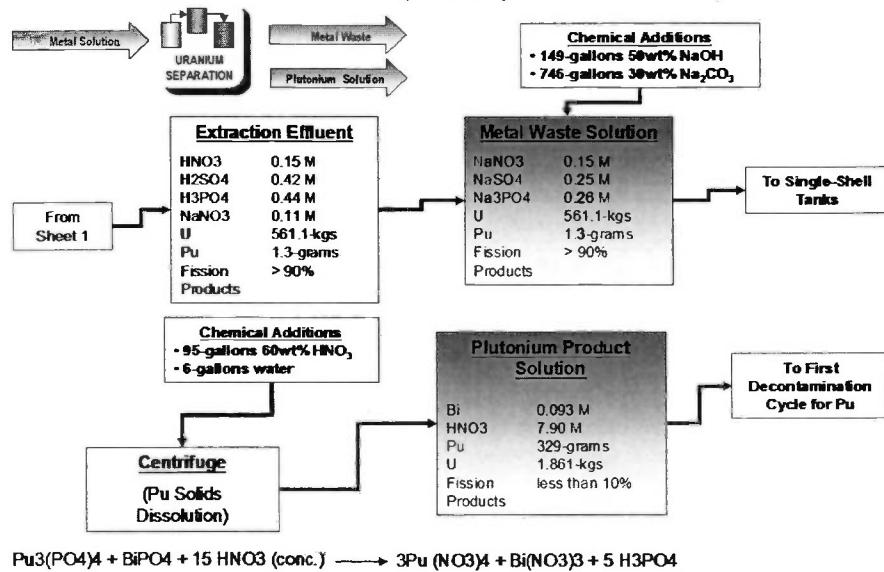 Metal Solution
URANIUM
SEPARATION
Metal Waste
Plutonium Solution
Chemical Additions
• 149-gallons 50wt% NaOH
• 746-gallons 30wt% Na₂CO₃
From
Sheet 1
Extraction Effluent
HNO3 0.15 M
H2SO4 0.42 M
H3PO4 0.44 M
NaNO3 0.11 M
U 561.1-kgs
Pu 1.3-grams
Fission > 90%
Products
Metal Waste Solution
NaNO3 0.15 M
NaSO4 0.25 M
Na3PO4 0.26 M
U 561.1-kgs
Pu 1.3-grams
Fission > 90%
Products
To Single-Shell
Tanks
Chemical Additions
• 95-gallons 60wt% HNO₃
• 6-gallons water
Centrifuge
(Pu Solids
Dissolution)
Plutonium Product
Solution
Bi 0.093 M
HNO3 7.90 M
Pu 329-grams
U 1.861-kgs
Fission less than 10%
Products
To First
Decontamination
Cycle for Pu
Pu3(PO4)4 + BiPO4 + 15 HNO3 (conc.) ⟶ 3Pu (NO3)4 + Bi(NO3)3 + 5 H3PO4